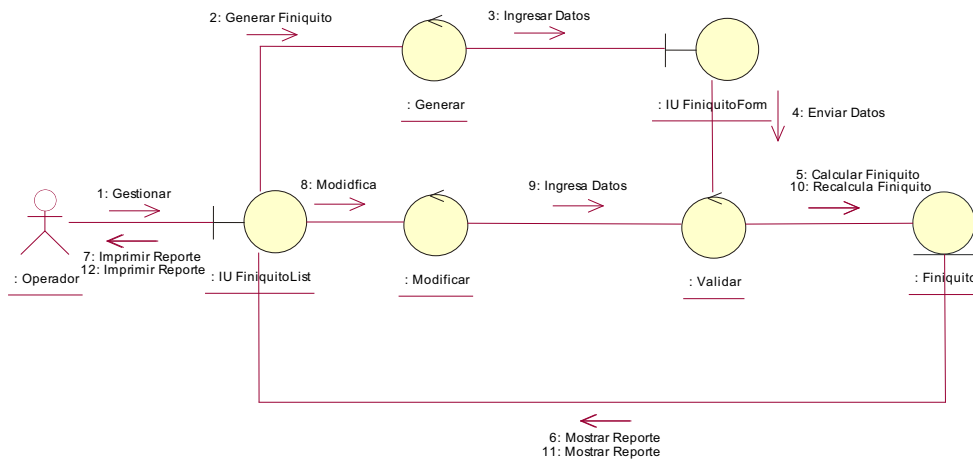 2: Generar Finiquito
3: Ingresar Datos
: Generar
: IU FiniquitoForm
4: Enviar Datos
1: Gestionar
8: Modidfica
9: Ingresa Datos
5: Calcular Finiquito
10: Recalcula Finiquito
7: Imprimir Reporte
12: Imprimir Reporte
: Operador
: IU FiniquitoList
: Modificar
: Validar
: Finiquito
6: Mostrar Reporte
11: Mostrar Reporte